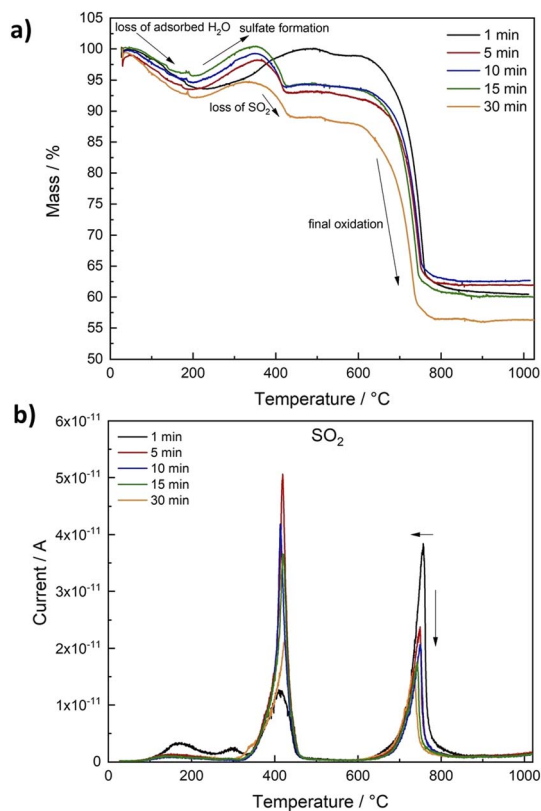 a)
loss of adsorbed H₂O
sulfate formation
loss of SO₂
final oxidation
1 min
5 min
10 min
15 min
30 min
105
100
95
90
85
80
75
70
65
60
55
50
Mass / %
0
200
400
600
800
1000
Temperature / °C
b)
SO₂
1 min
5 min
10 min
15 min
30 min
6x10⁻¹¹
5x10⁻¹¹
4x10⁻¹¹
3x10⁻¹¹
2x10⁻¹¹
1x10⁻¹¹
0
Current / A
0
200
400
600
800
1000
Temperature / °C